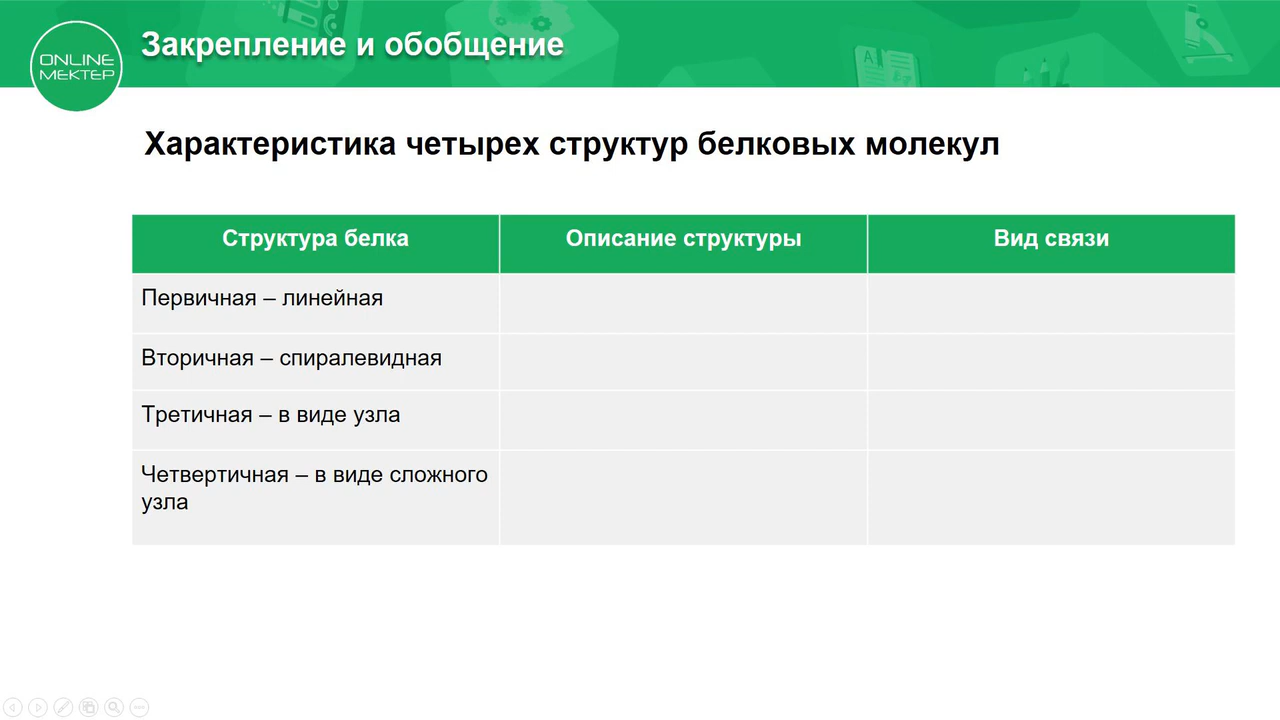 ONLINE
МЕКТЕР
Закрепление и обобщение
Характеристика четырех структур белковых молекул
Структура белка
Описание структуры
Вид связи
Первичная – линейная
Вторичная – спиралевидная
Третичная – в виде узла
Четвертичная – в виде сложного
узла